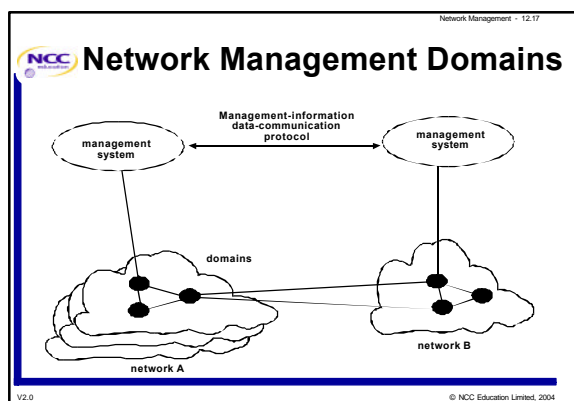 Network Management - 12.17
NCC
education
Network Management Domains
Management-information
data-communication
protocol
management
system
management
system
domains
network B
network A
V2.0
© NCC Education Limited, 2004